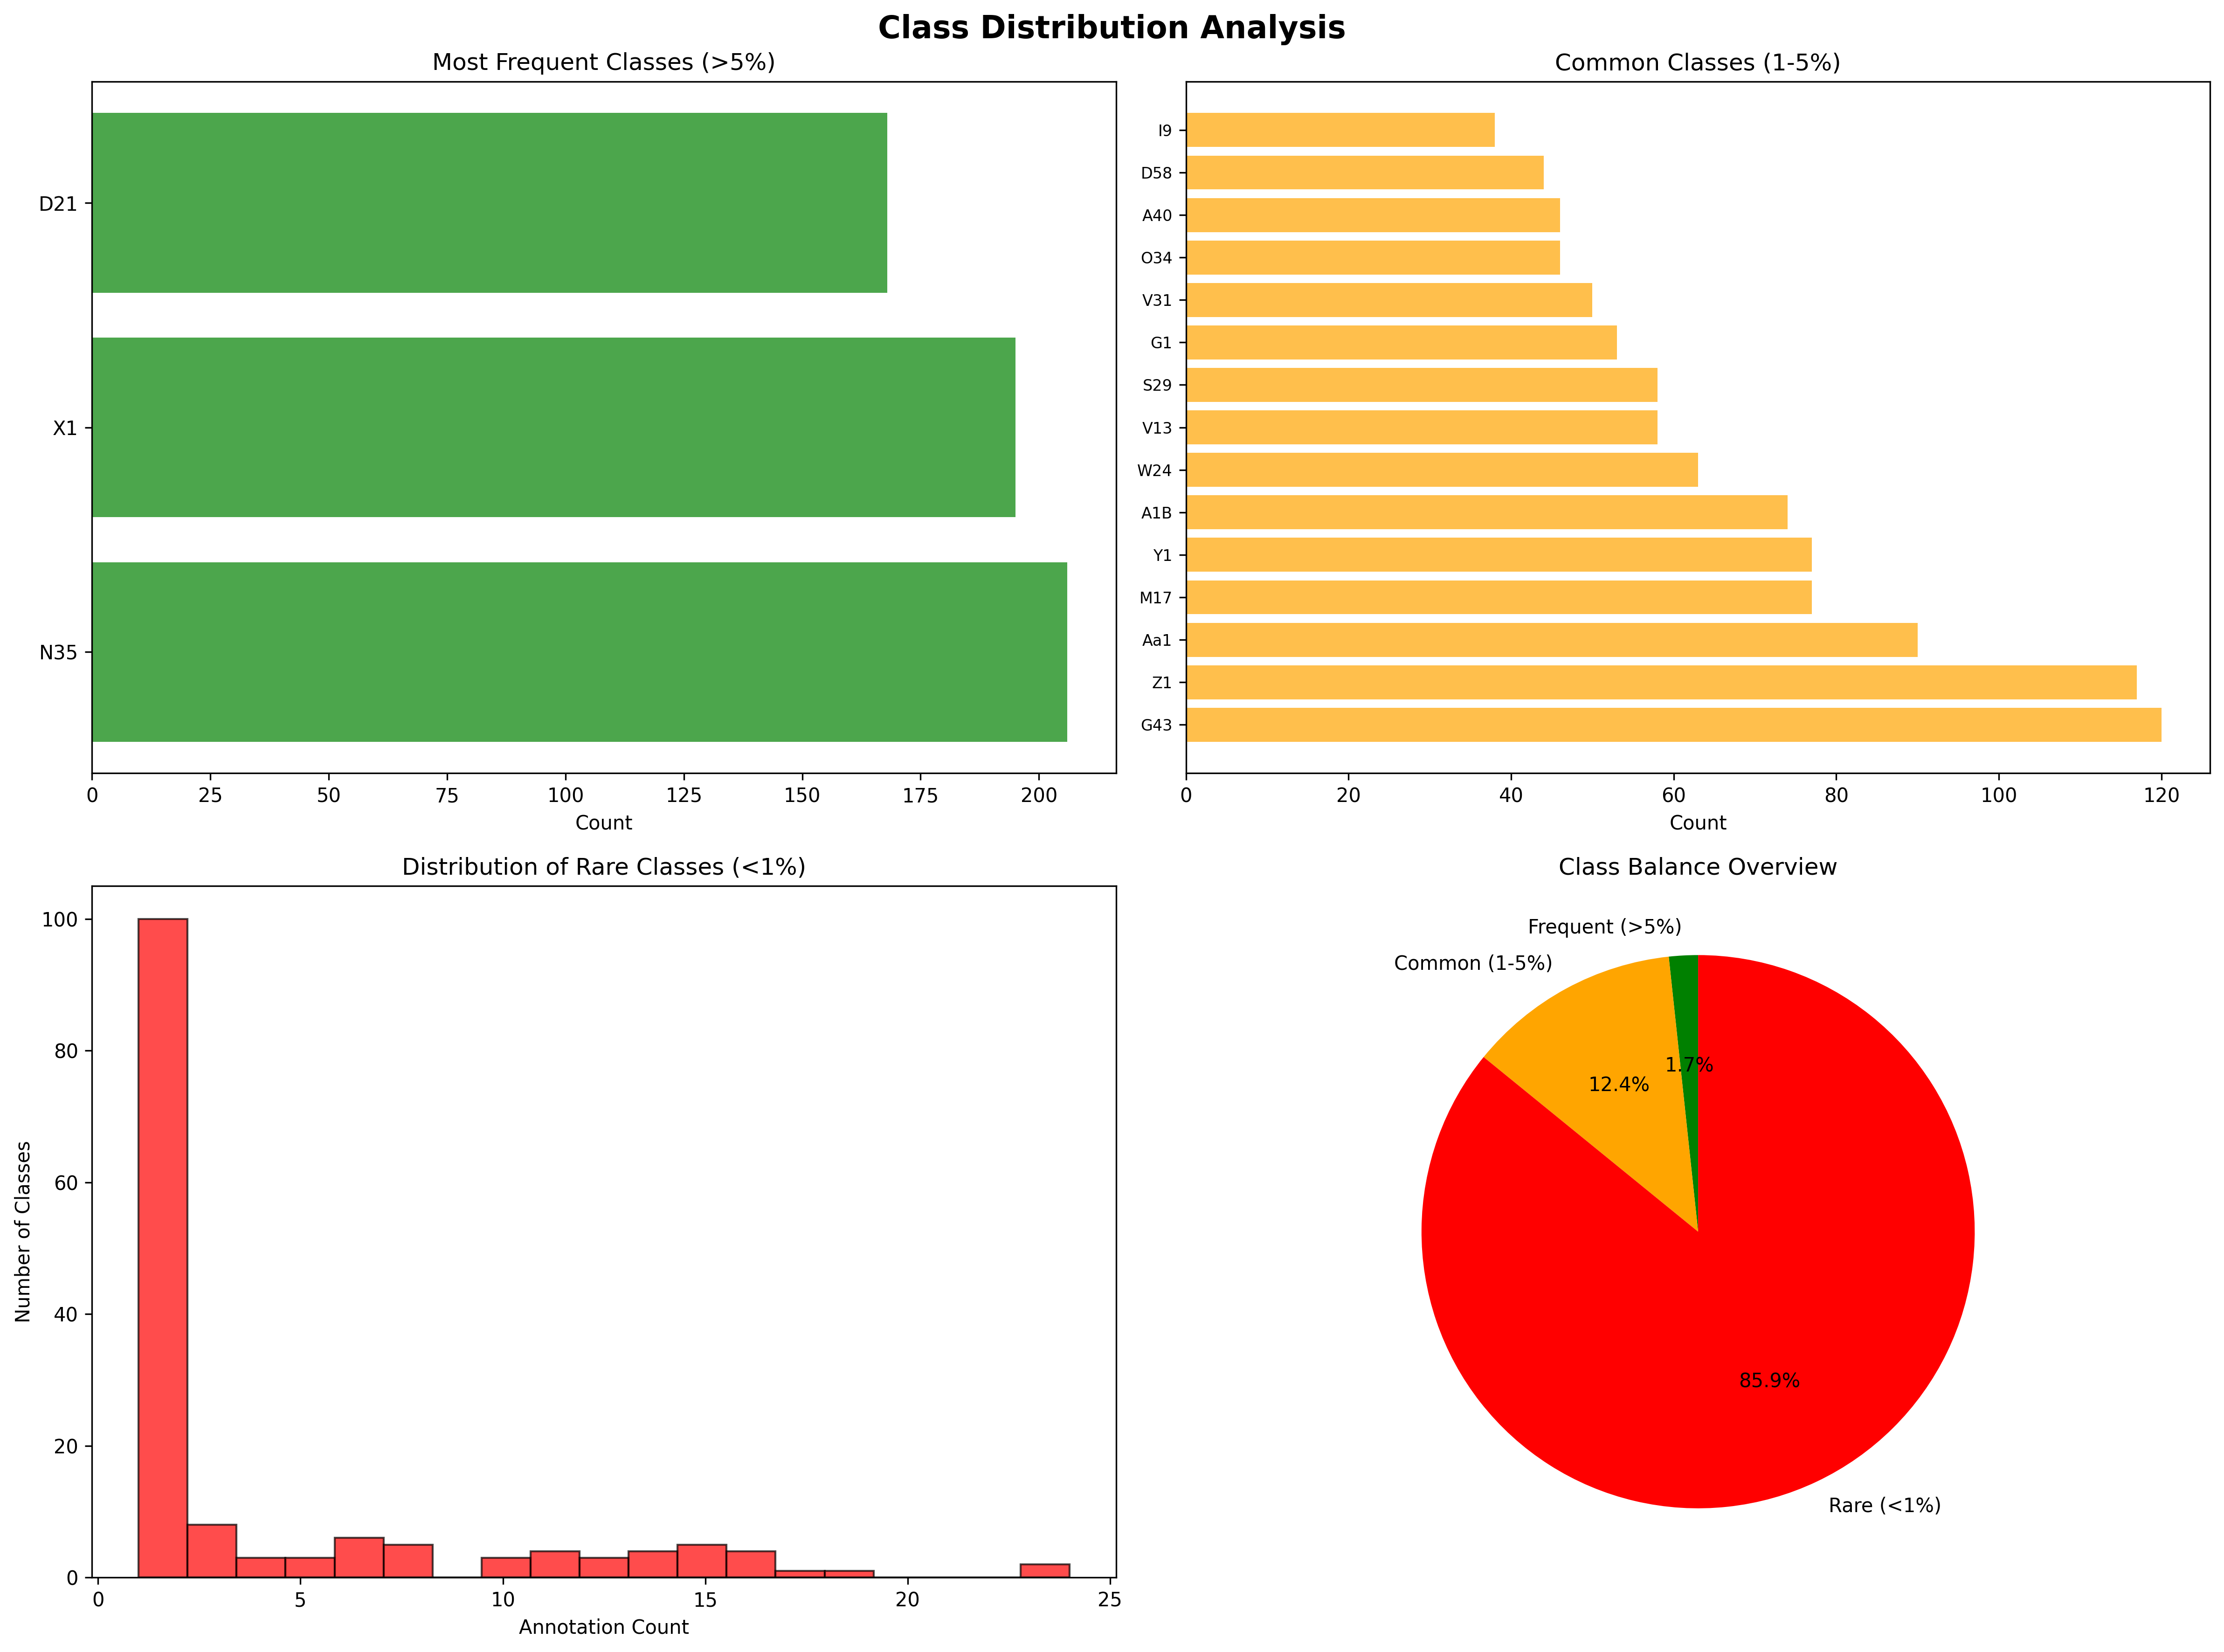 Class Distribution Analysis
Most Frequent Classes (>5%)
D21
X1
N35
0 25 50 75 100 125 150 175 200
Count
Common Classes (1-5%)
I9
D58
A40
O34
V31
G1
S29
V13
W24
A1B
Y1
M17
Aa1
Z1
G43
0 20 40 60 80 100 120
Count
Distribution of Rare Classes (<1%)
Number of Classes
100
80
60
40
20
0
0 5 10 15 20 25
Annotation Count
Class Balance Overview
Frequent (>5%)
Common (1-5%)
1.7%
12.4%
85.9%
Rare (<1%)